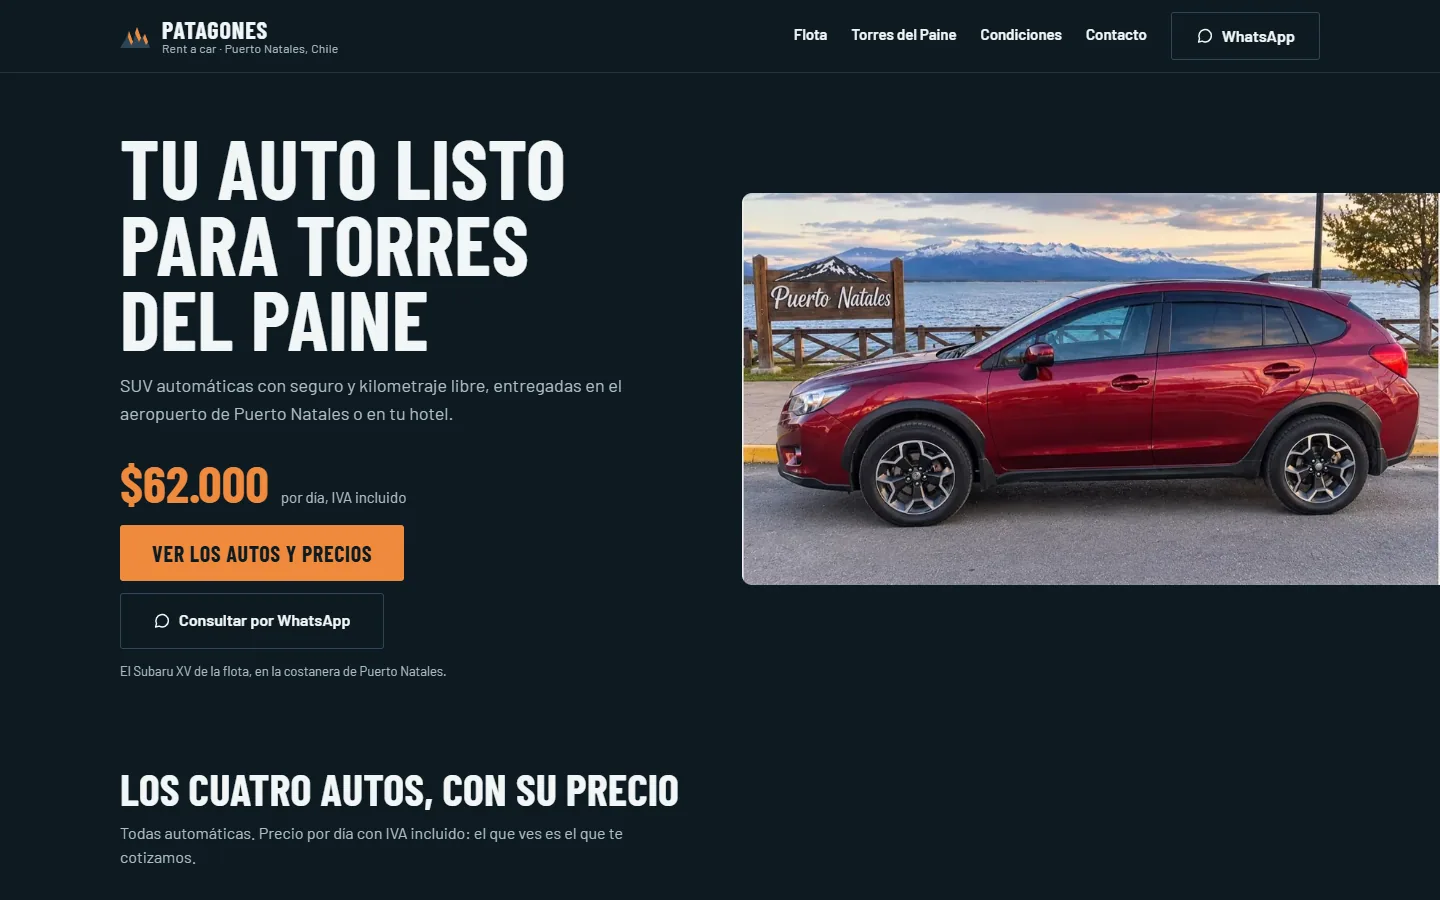 PATAGONES
Rent a car · Puerto Natales, Chile
Flota
Torres del Paine
Condiciones
Contacto
WhatsApp
TU AUTO LISTO
PARA TORRES
DEL PAINE
SUV automáticas con seguro y kilometraje libre, entregadas en el
aeropuerto de Puerto Natales o en tu hotel.
$62.000 por día, IVA incluido
VER LOS AUTOS Y PRECIOS
Consultar por WhatsApp
El Subaru XV de la flota, en la costanera de Puerto Natales.
Puerto Natales
LOS CUATRO AUTOS, CON SU PRECIO
Todas automáticas. Precio por día con IVA incluido: el que ves es el que te
cotizamos.